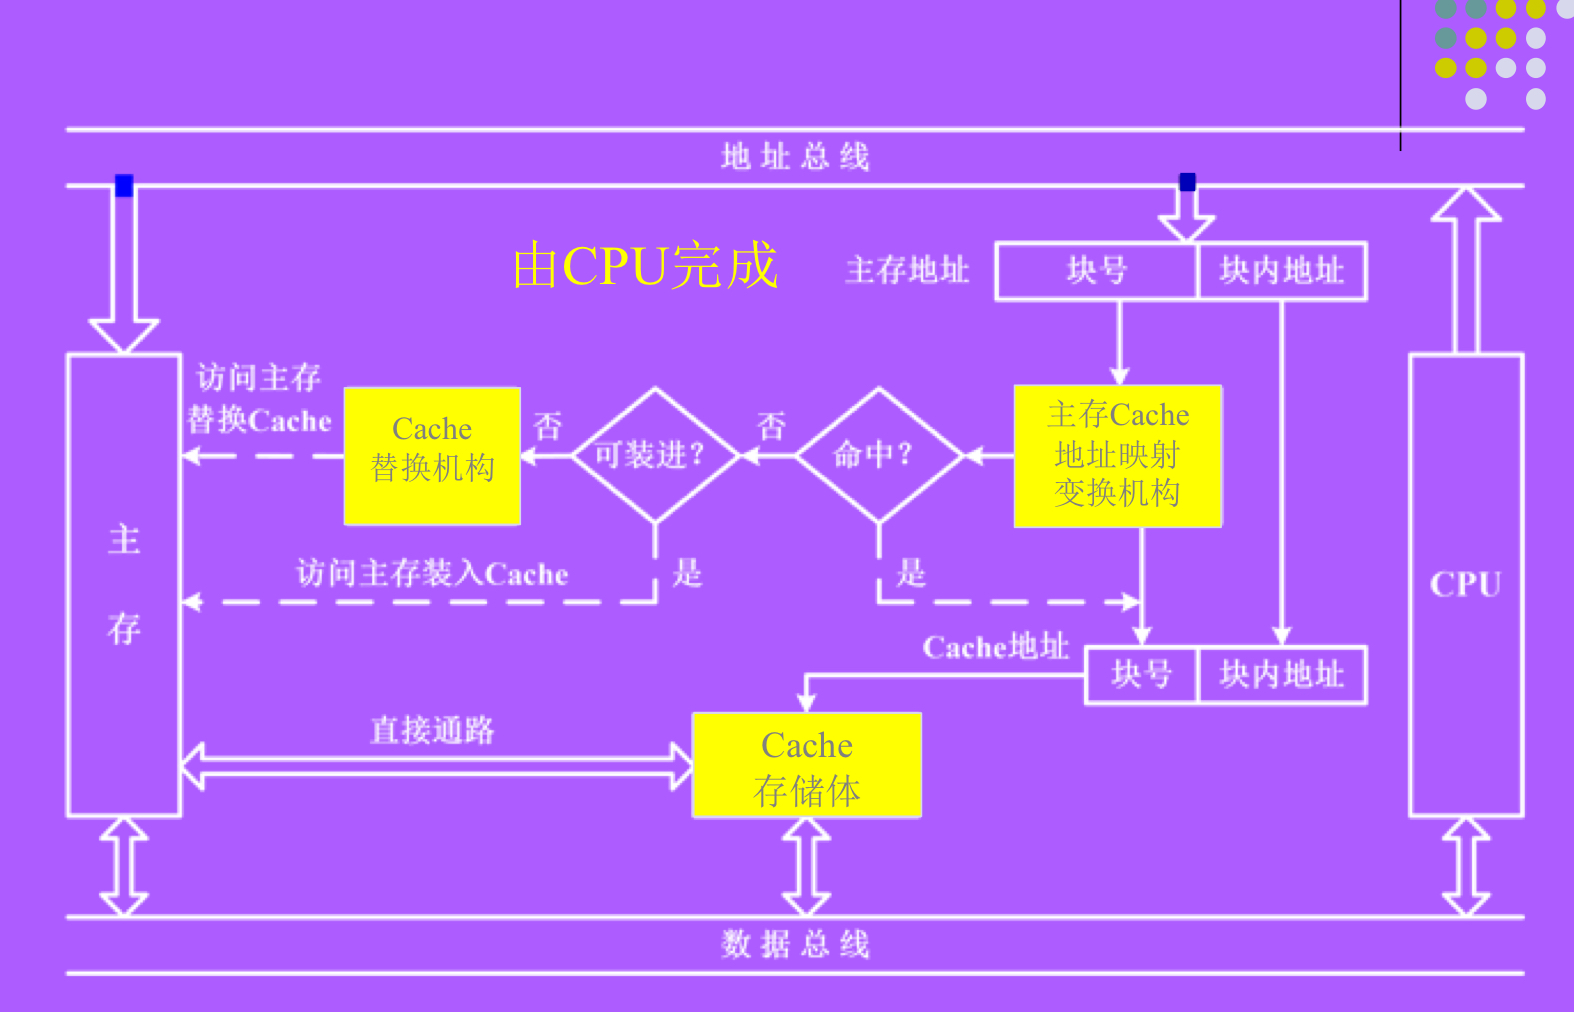 地址总线
由CPU完成
主存地址
块号
块内地址
访问主存
替换Cache
Cache
替换机构
否
可装进?
否
命中?
主存Cache
地址映射
变换机构
主
存
访问主存装入Cache
是
是
CPU
Cache地址
块号
块内地址
直接通路
Cache
存储体
数据总线